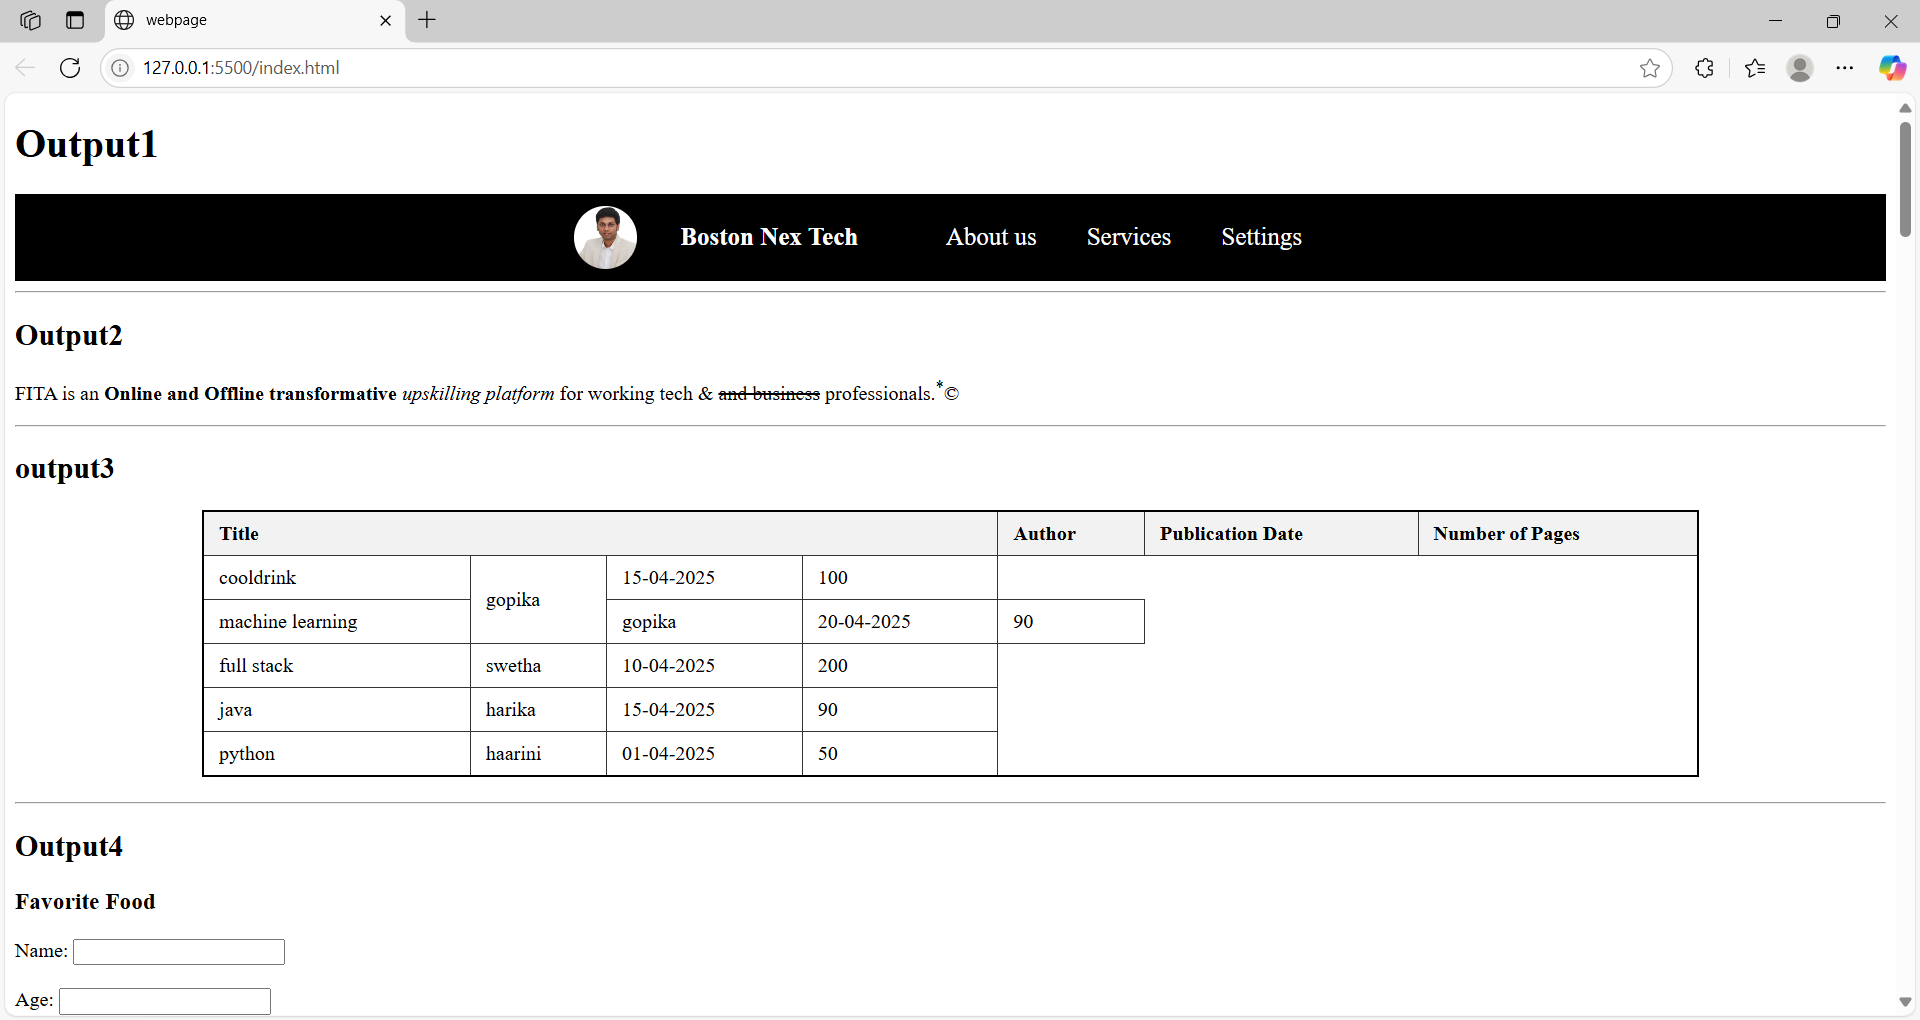 webpage
127.0.0.1:5500/index.html
Output1
Boston Nex Tech About us Services Settings
Output2
FITA is an Online and Offline transformative upskilling platform for working tech & and business professionals.*©
output3
Title Author Publication Date Number of Pages
cooldrink gopika 15-04-2025 100
machine learning gopika 20-04-2025 90
full stack swetha 10-04-2025 200
java harika 15-04-2025 90
python haarini 01-04-2025 50
Output4
Favorite Food
Name:
Age: